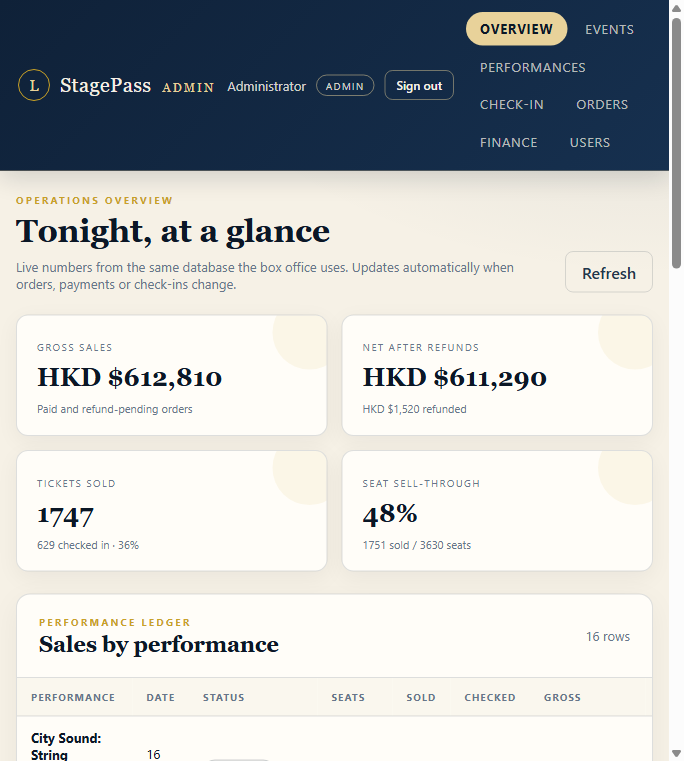 L StagePass ADMIN Administrator ADMIN Sign out
OVERVIEW EVENTS
PERFORMANCES
CHECK-IN ORDERS
FINANCE USERS
OPERATIONS OVERVIEW
Tonight, at a glance
Live numbers from the same database the box office uses. Updates automatically when
orders, payments or check-ins change.
Refresh
GROSS SALES
HKD $612,810
Paid and refund-pending orders
NET AFTER REFUNDS
HKD $611,290
HKD $1,520 refunded
TICKETS SOLD
1747
629 checked in · 36%
SEAT SELL-THROUGH
48%
1751 sold / 3630 seats
PERFORMANCE LEDGER
Sales by performance
16 rows
PERFORMANCE DATE STATUS SEATS SOLD CHECKED GROSS
City Sound:
String
16